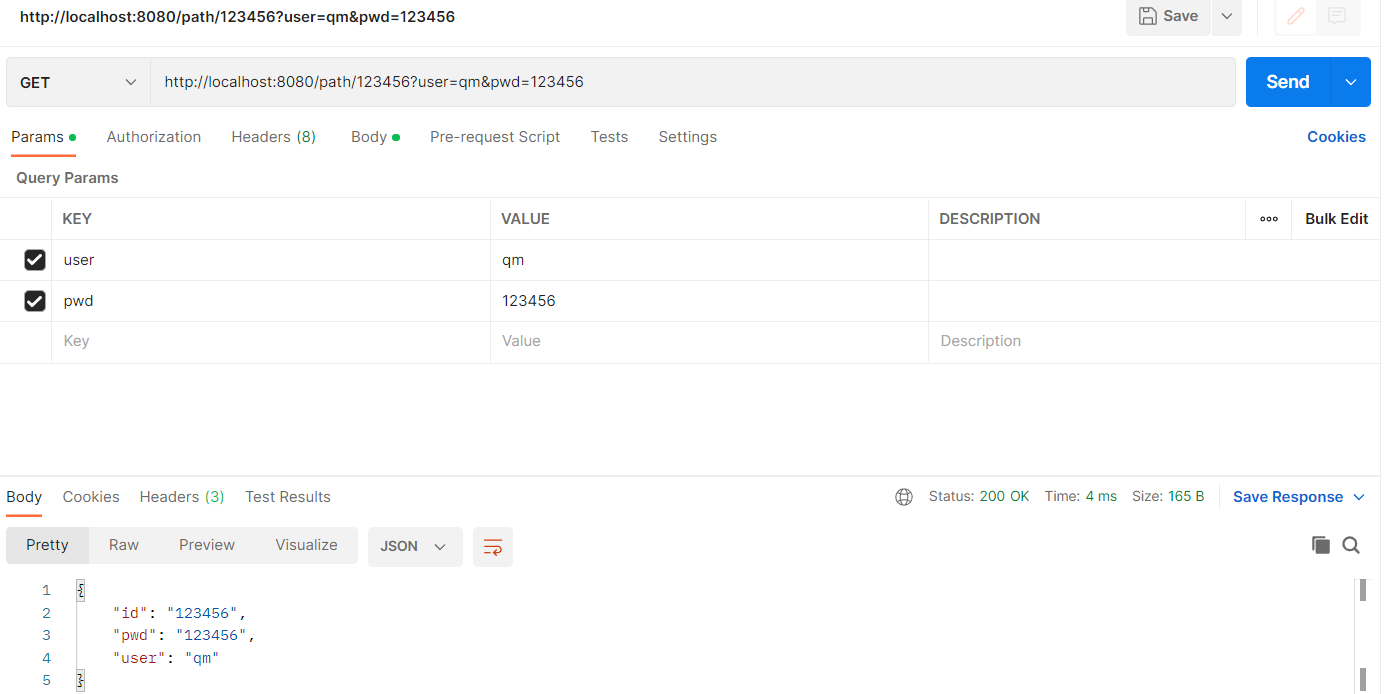 http://localhost:8080/path/123456?user=qm&pwd=123456 Save
GET http://localhost:8080/path/123456?user=qm&pwd=123456 Send
Params Authorization Headers (8) Body Pre-request Script Tests Settings Cookies
Query Params
KEY VALUE DESCRIPTION Bulk Edit
user qm
pwd 123456
Key Value Description
Body Cookies Headers (3) Test Results Status: 200 OK Time: 4 ms Size: 165 B Save Response
Pretty Raw Preview Visualize JSON
1 {
2 "id": "123456",
3 "pwd": "123456",
4 "user": "qm"
5 }